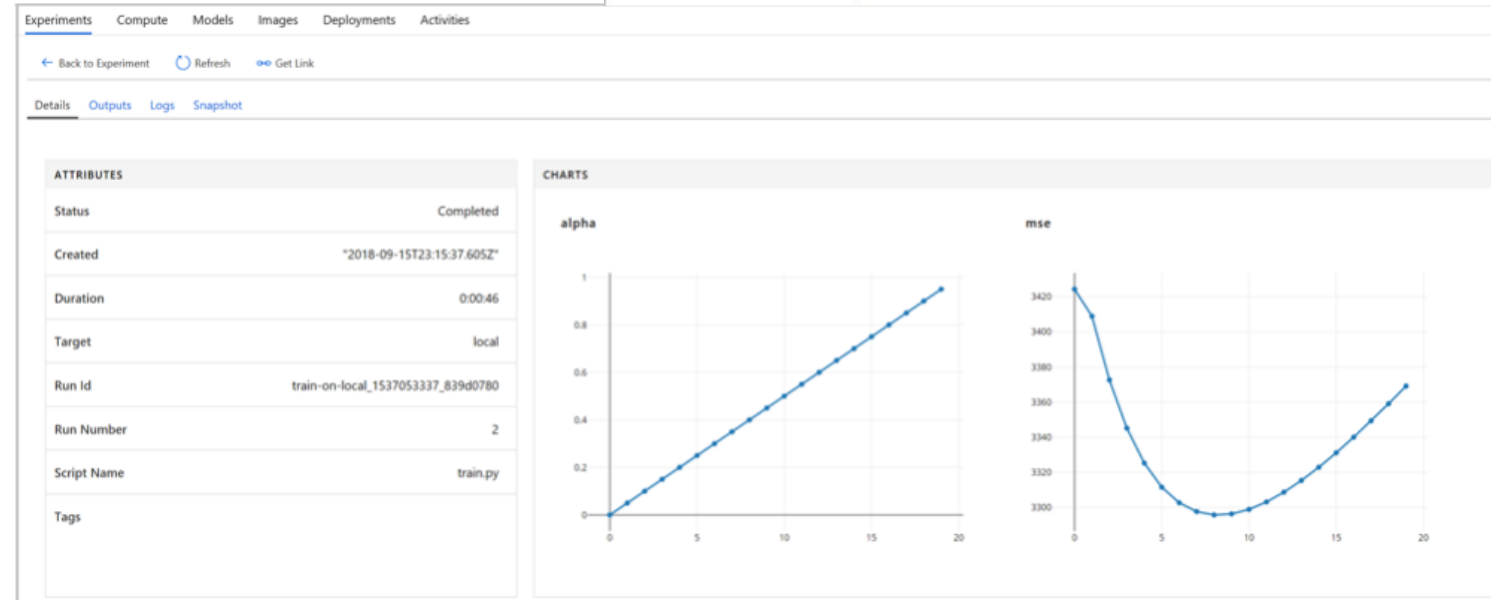 Experiments Compute Models Images Deployments Activities
Back to Experiment Refresh Get Link
Details Outputs Logs Snapshot
ATTRIBUTES
Status Completed
Created "2018-09-15T23:15:37.605Z"
Duration 0:00:46
Target local
Run Id train-on-local_1537053337_839d0780
Run Number 2
Script Name train.py
Tags
CHARTS
alpha
1
0.8
0.6
0.4
0.2
0
0 5 10 15 20
mse
3420
3400
3380
3360
3340
3320
3300
0 5 10 15 20